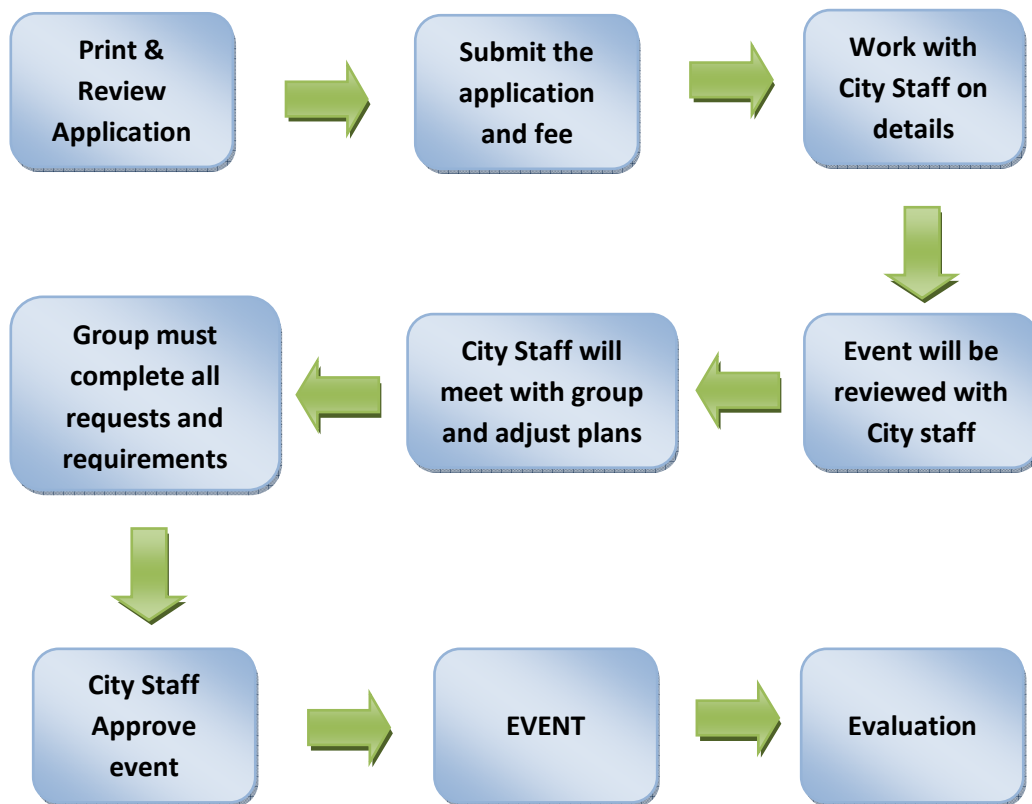 Print &
Review
Application
Submit the
application
and fee
Work with
City Staff on
details
Event will be
reviewed with
City staff
City Staff will
meet with group
and adjust plans
Group must
complete all
requests and
requirements
City Staff
Approve
event
EVENT
Evaluation